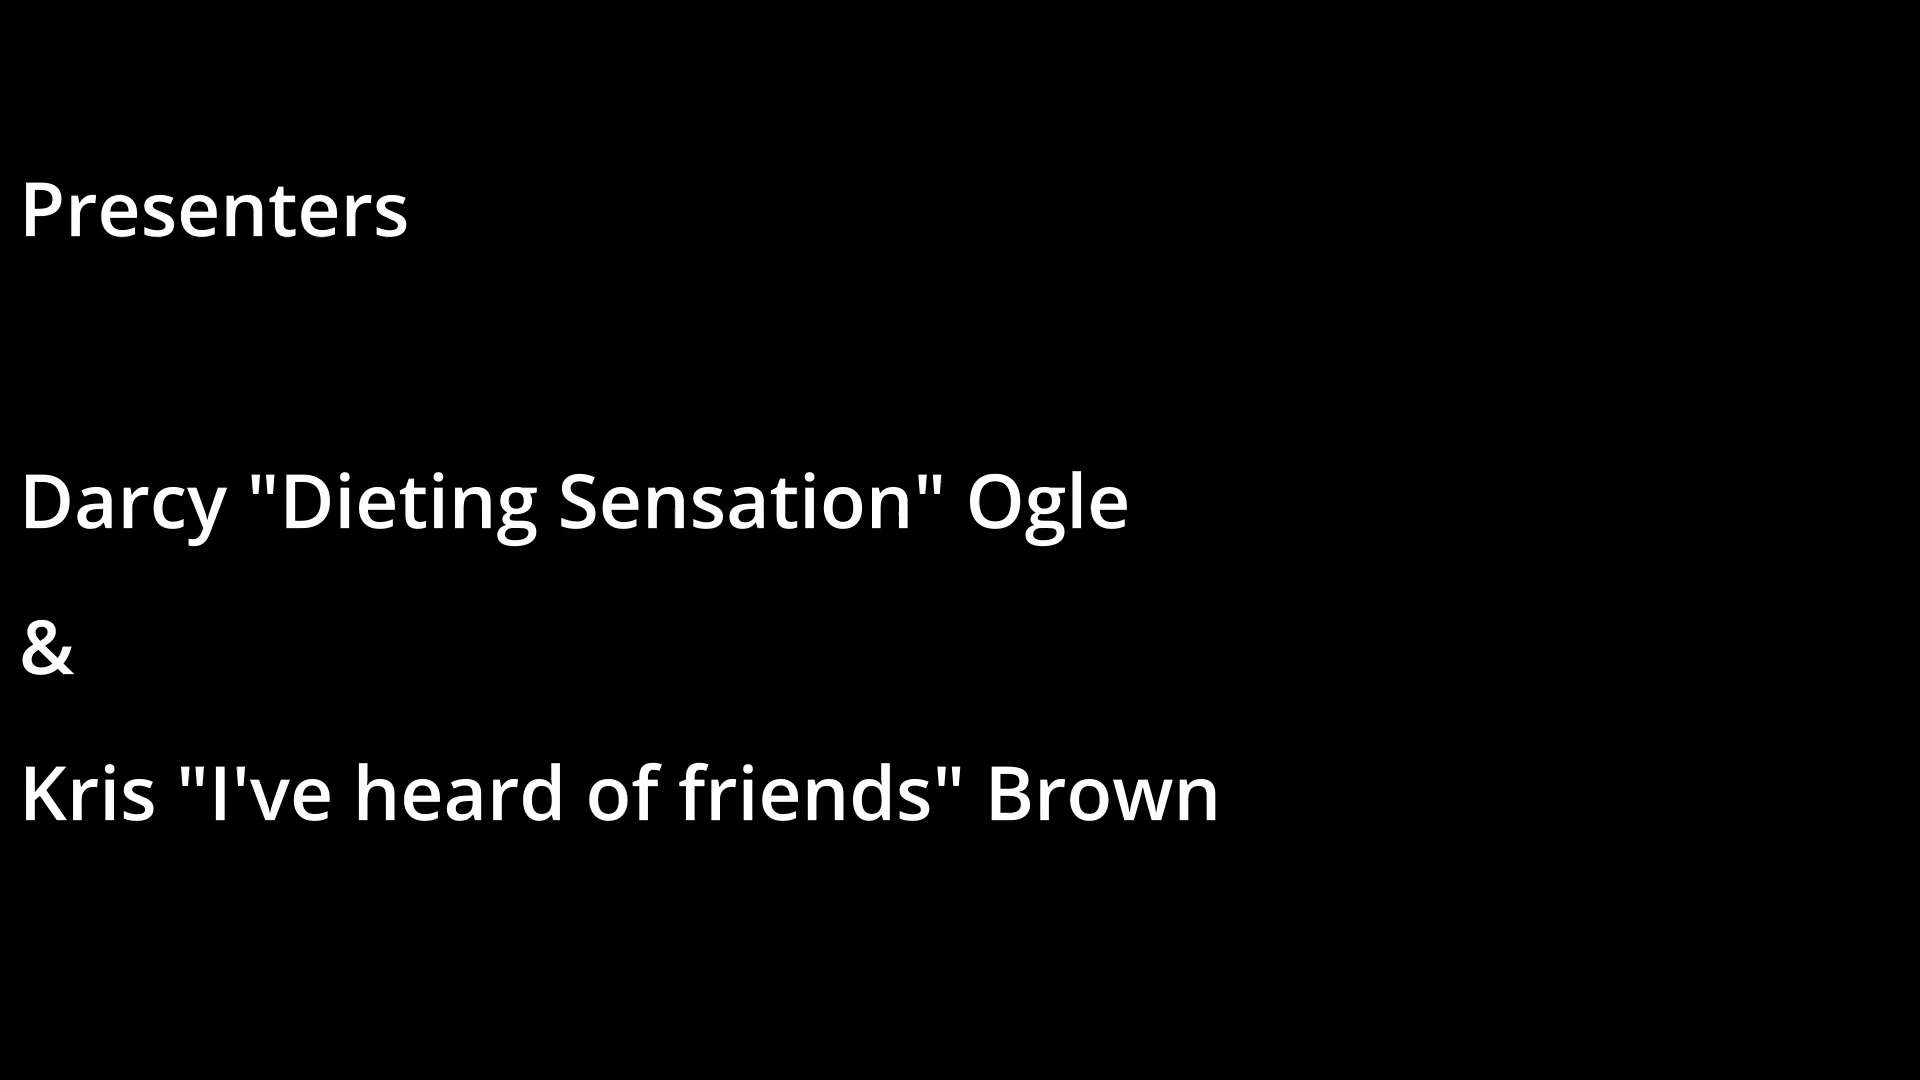 Presenters
Darcy "Dieting Sensation" Ogle
&
Kris "I've heard of friends" Brown